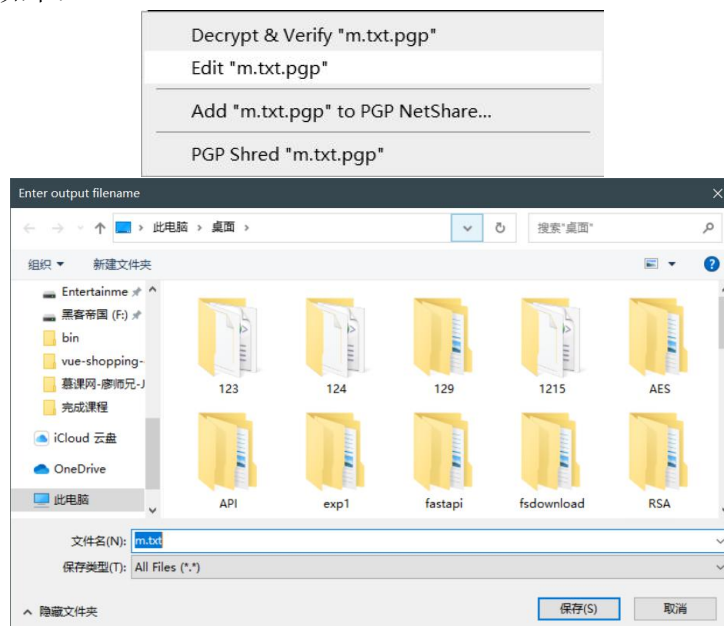 Decrypt & Verify "m.txt.pgp"
Edit "m.txt.pgp"
Add "m.txt.pgp" to PGP NetShare...
PGP Shred "m.txt.pgp"
Enter output filename
此电脑 › 桌面 ›
搜索"桌面"
组织 新建文件夹
Entertainme
黑客帝国 (F:)
bin
vue-shopping-
慕课网-廖师兄-J
完成课程
iCloud 云盘
OneDrive
此电脑
123 124 129 1215 AES
API exp1 fastapi fsdownload RSA
文件名(N): m.txt
保存类型(T): All Files (*.*)
隐藏文件夹 保存(S) 取消